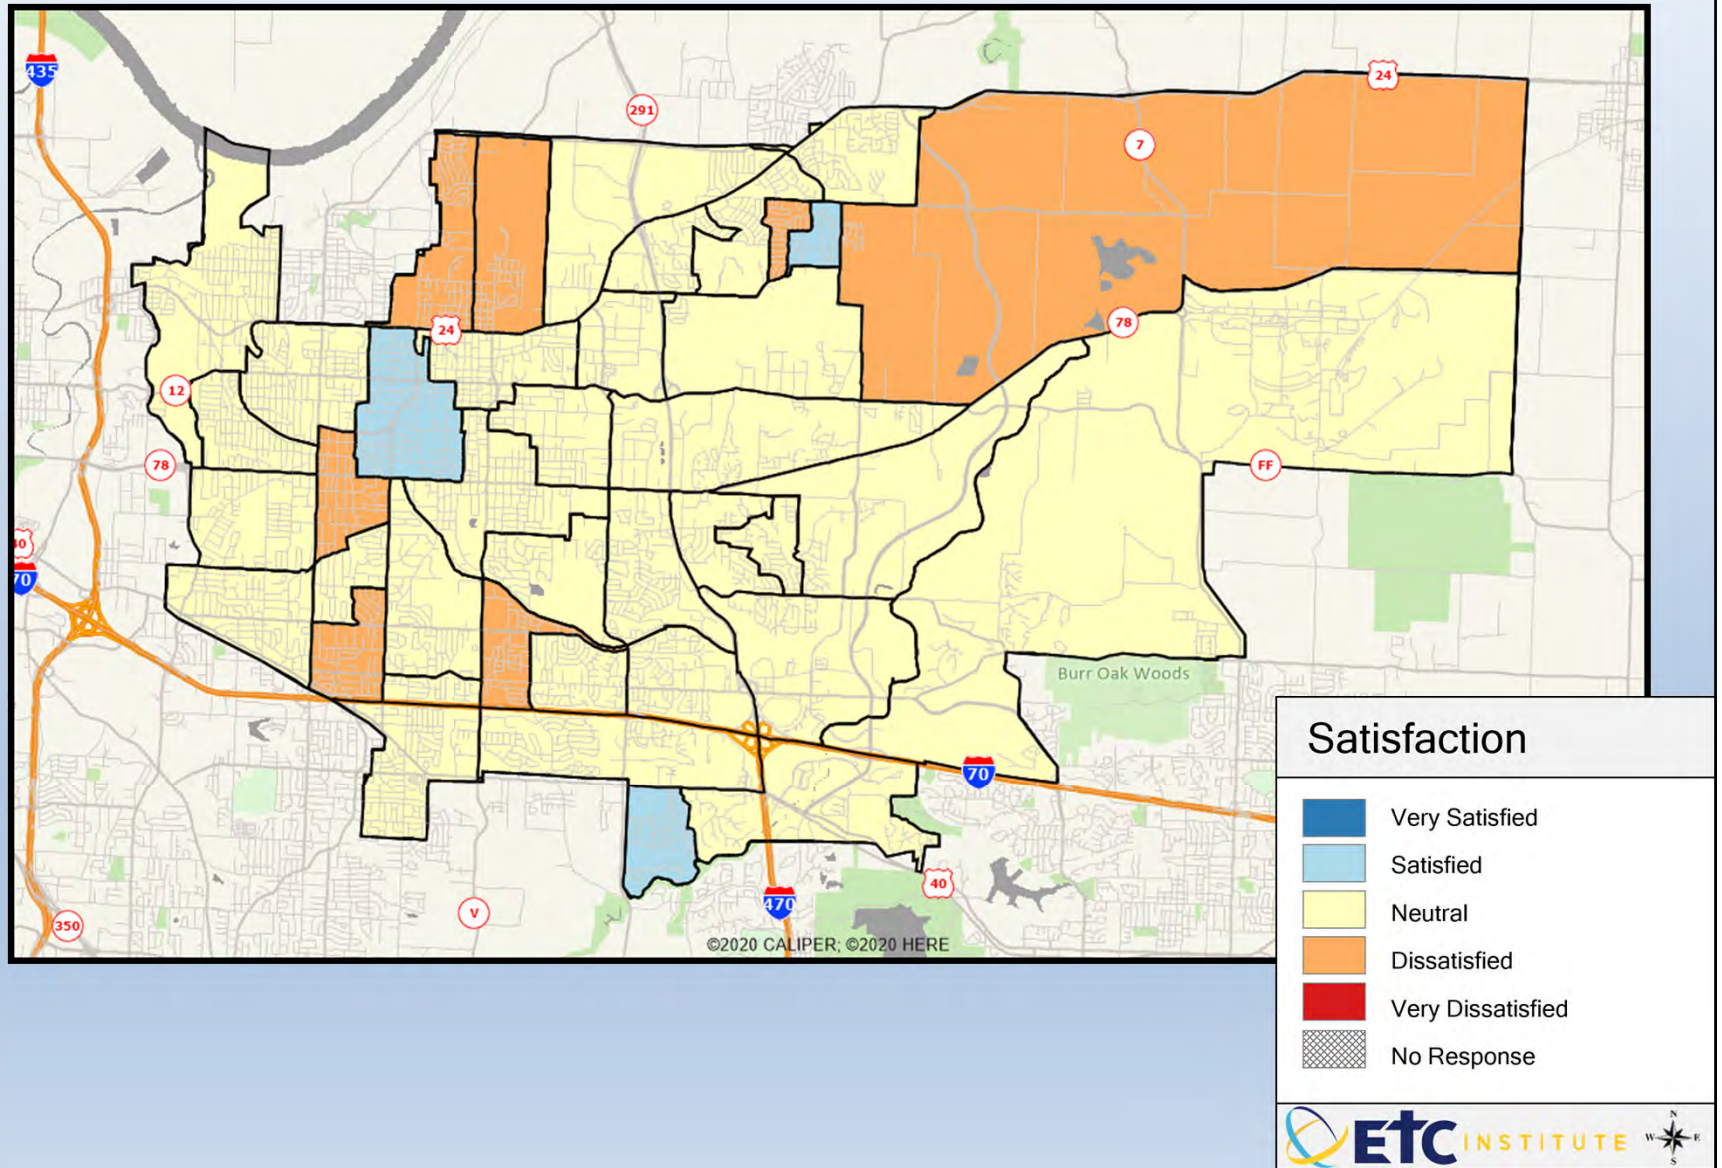 435
24
291
7
24
78
12
78
FF
40
70
Burr Oak Woods
Satisfaction
70
Very Satisfied
Satisfied
40
470
Neutral
V
350
©2020 CALIPER; ©2020 HERE
Dissatisfied
Very Dissatisfied
No Response
ETC INSTITUTE
N
W E
S